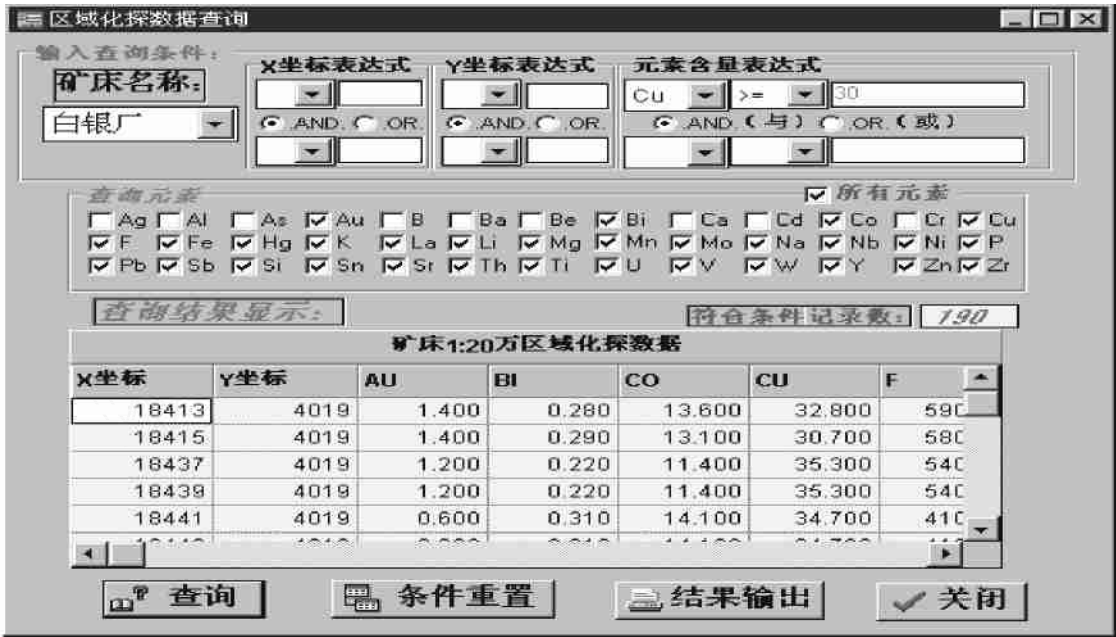 区域化探数据查询
输入查询条件:
矿床名称:
白银厂
X坐标表达式 Y坐标表达式 元素含量表达式
Cu >= 30
.AND. .OR. .AND. .OR. .AND.(与) .OR.(或)
查询元素 所有元素
Ag Al As Au B Ba Be Bi Ca Cd Co Cr Cu
F Fe Hg K La Li Mg Mn Mo Na Nb Ni P
Pb Sb Si Sn Sr Th Ti U V W Y Zn Zr
查询结果显示: 符合条件记录数: 190
矿床1:20万区域化探数据
X坐标 Y坐标 AU BI CO CU F
18413 4019 1.400 0.280 13.600 32.800 590
18415 4019 1.400 0.290 13.100 30.700 580
18437 4019 1.200 0.220 11.400 35.300 540
18439 4019 1.200 0.220 11.400 35.300 540
18441 4019 0.600 0.310 14.100 34.700 410
查询 条件重置 结果输出 关闭